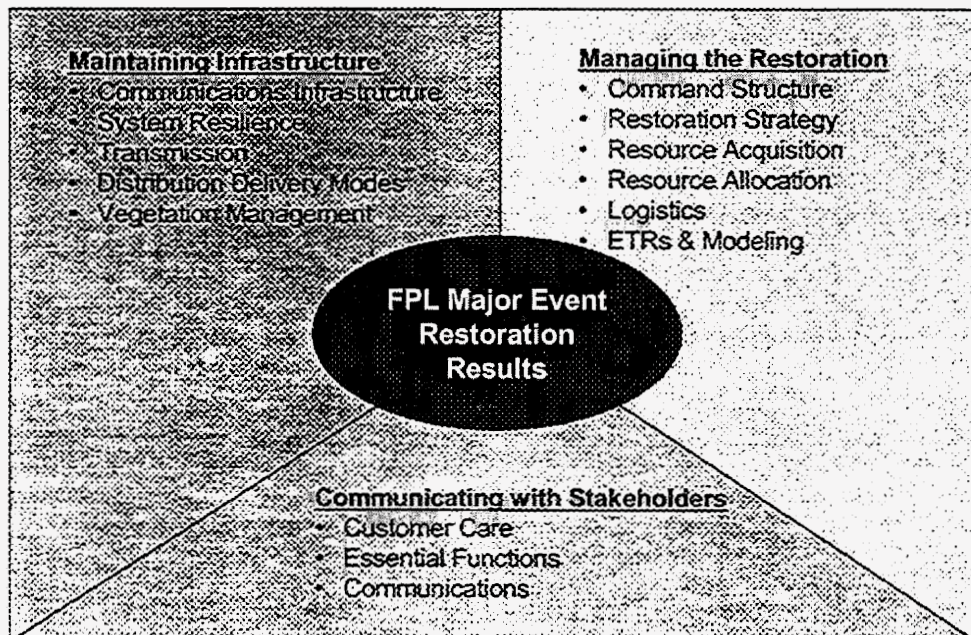 Maintaining Infrastructure
• Communications Infrastructure
• System Resilience
• Transmission
• Distribution Delivery Modes
• Vegetation Management
Managing the Restoration
• Command Structure
• Restoration Strategy
• Resource Acquisition
• Resource Allocation
• Logistics
• ETRs & Modeling
FPL Major Event
Restoration
Results
Communicating with Stakeholders
• Customer Care
• Essential Functions
• Communications